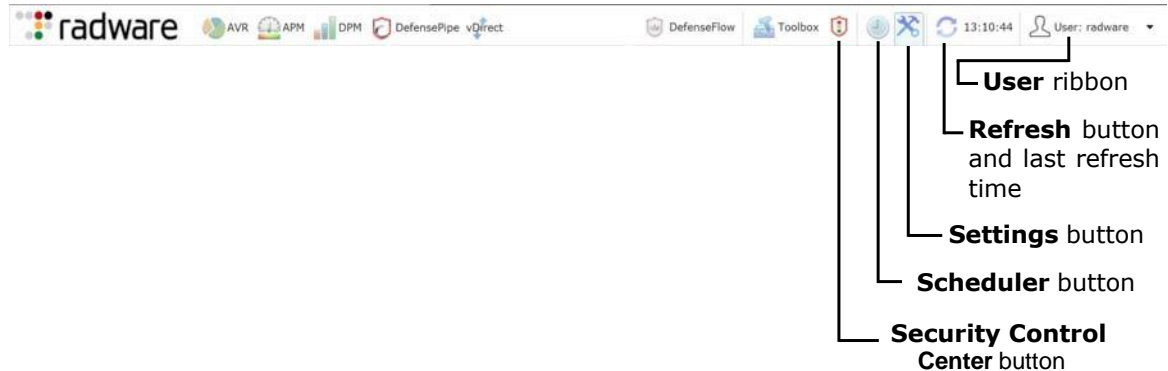 radware AVR APM DPM DefensePipe vDirect DefenseFlow Toolbox 13:10:44 User: radware
User ribbon
Refresh button
and last refresh
time
Settings button
Scheduler button
Security Control
Center button